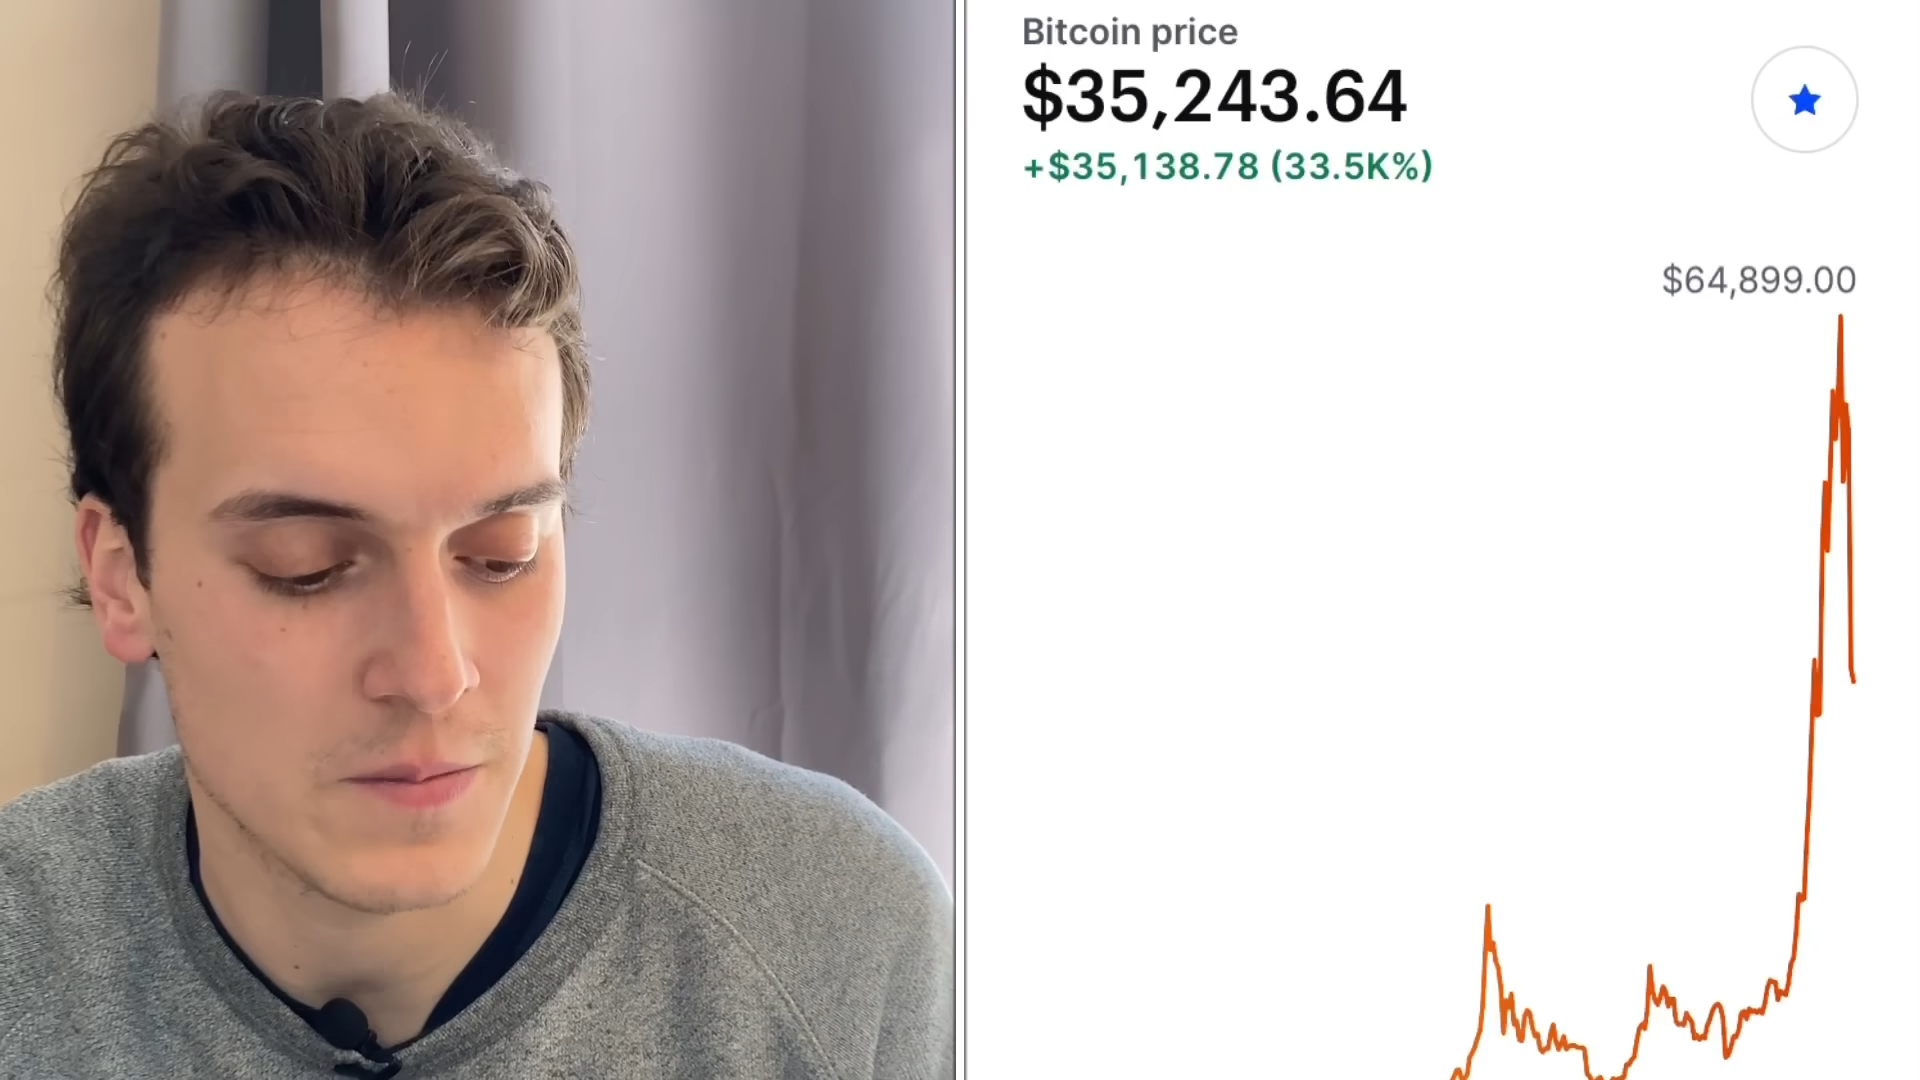 Bitcoin price
$35,243.64
+$35,138.78 (33.5K%)
$64,899.00